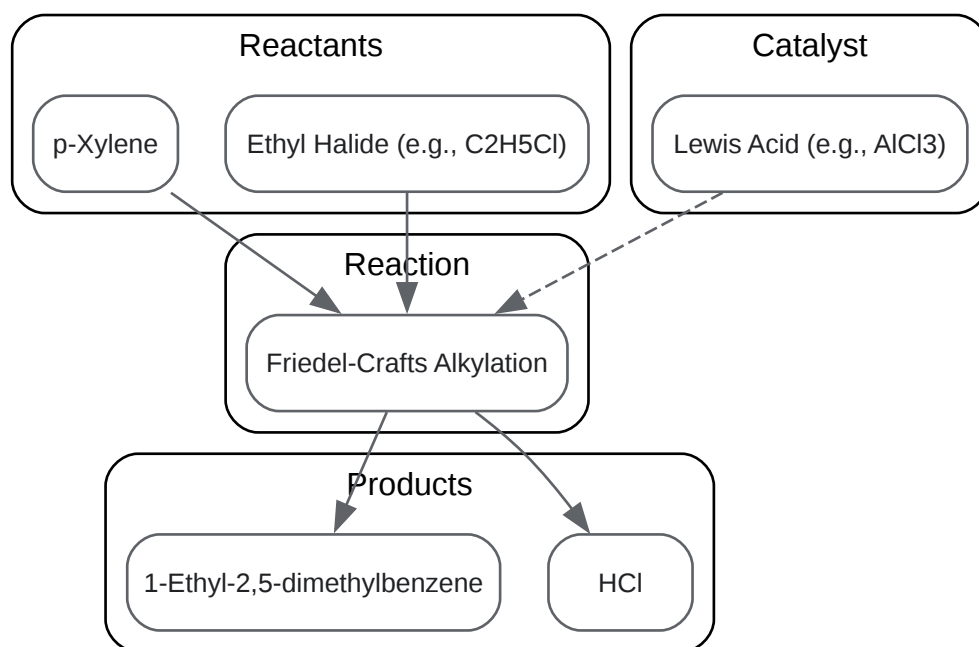 Reactants
Catalyst
p-Xylene
Ethyl Halide (e.g., C2H5Cl)
Lewis Acid (e.g., AlCl3)
Reaction
Friedel-Crafts Alkylation
Products
1-Ethyl-2,5-dimethylbenzene
HCl